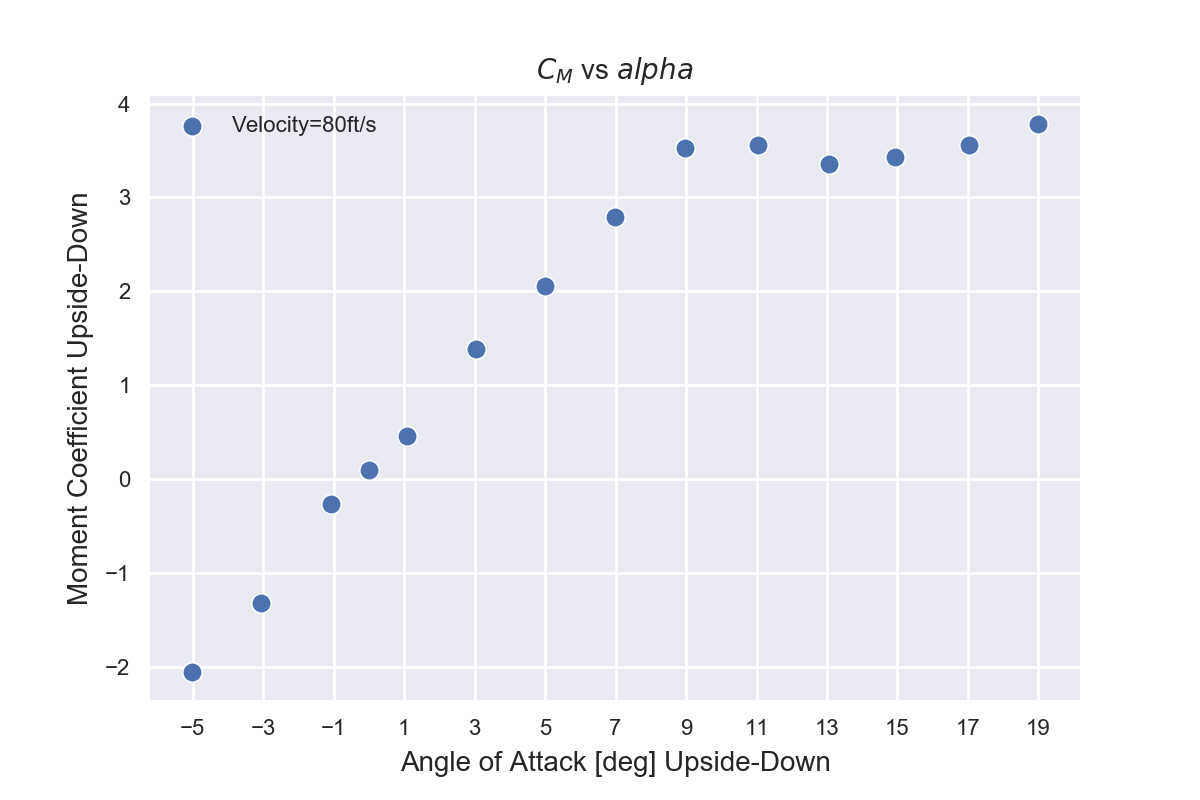 C_M vs alpha
Velocity=80ft/s
Moment Coefficient Upside-Down
4
3
2
1
0
−1
−2
−5 −3 −1 1 3 5 7 9 11 13 15 17 19
Angle of Attack [deg] Upside-Down